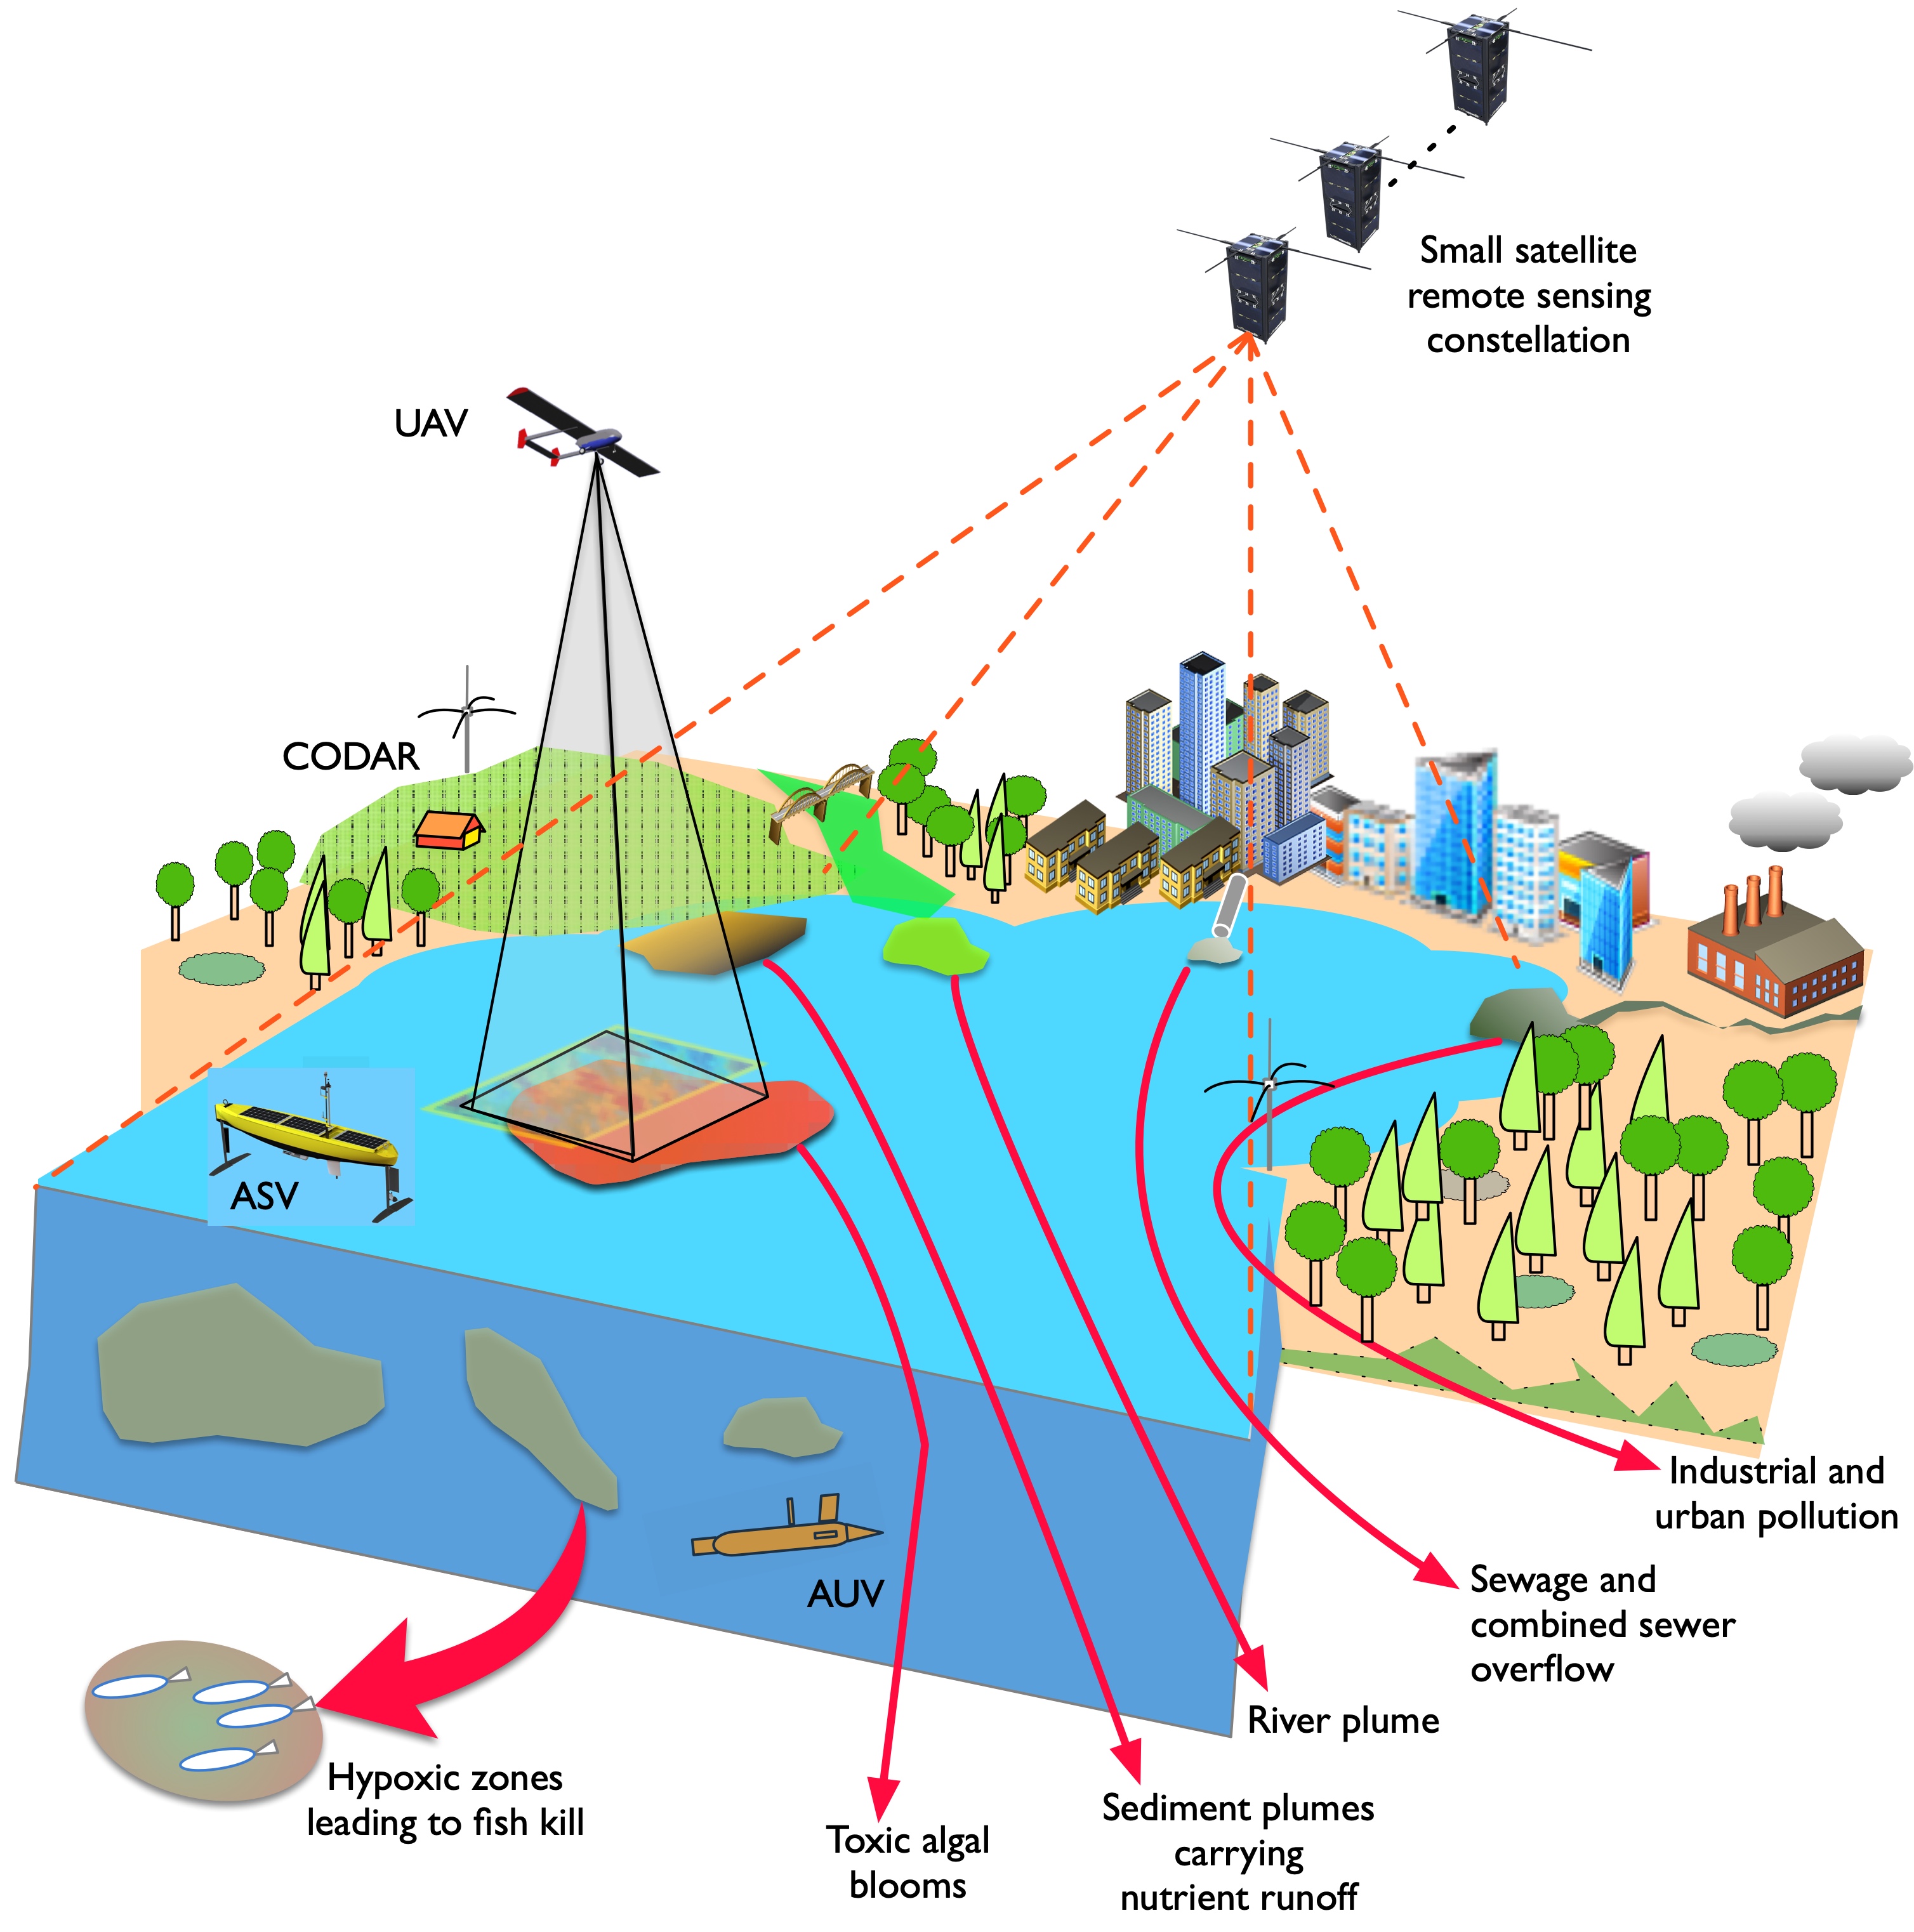 Small satellite
remote sensing
constellation
UAV
CODAR
ASV
AUV
Industrial and
urban pollution
Sewage and
combined sewer
overflow
River plume
Sediment plumes
carrying
nutrient runoff
Toxic algal
blooms
Hypoxic zones
leading to fish kill